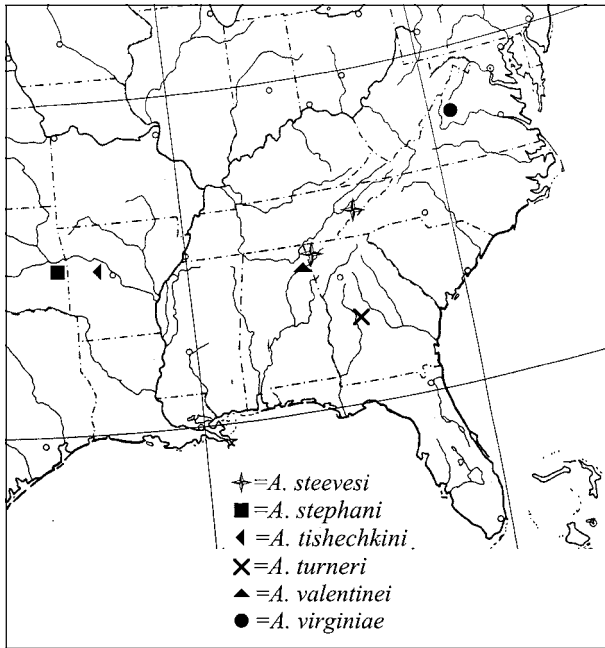 =A. steevesi
=A. stephani
=A. tishechkini
=A. turneri
=A. valentinei
=A. virginiae